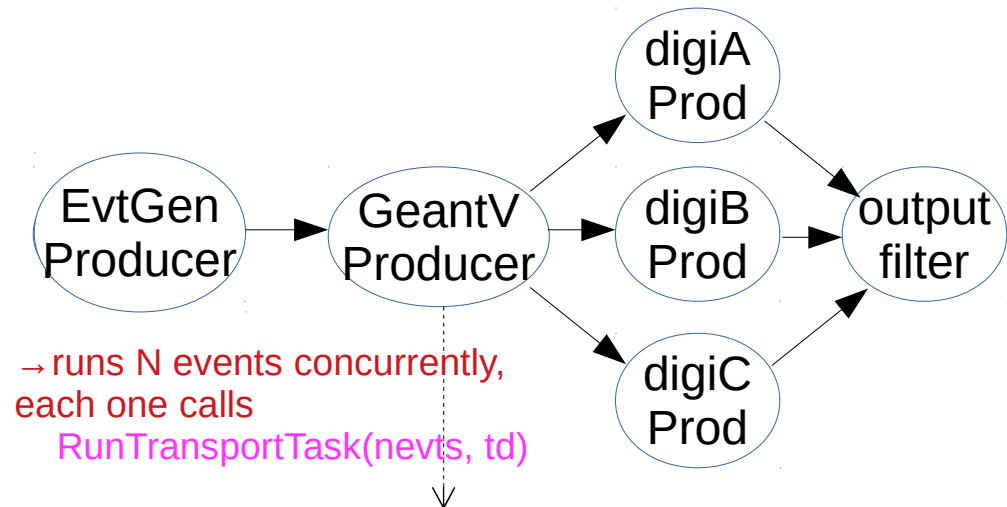 EvtGen
Producer
GeantV
Producer
digiA
Prod
digiB
Prod
digiC
Prod
output
filter
→runs N events concurrently,
each one calls
RunTransportTask(nevts, td)